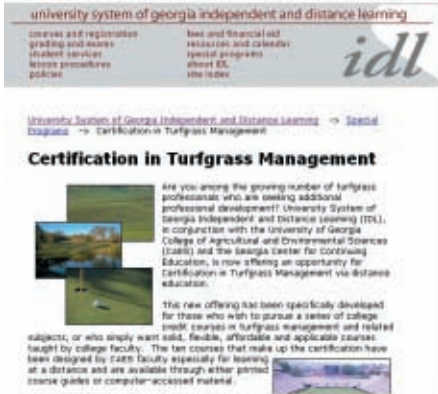 university system of georgia independent and distance learning
courses and registration
grading and exams
student services
lesson procedures
policies
fees and financial aid
resources and calendar
special programs
about IDL
site index
idl
University System of Georgia Independent and Distance Learning -> Special
Programs -> Certification in Turfgrass Management
Certification in Turfgrass Management
Are you among the growing number of turfgrass
professionals who are seeking additional
professional development? University System of
Georgia Independent and Distance Learning (IDL),
in conjunction with the University of Georgia
College of Agricultural and Environmental Sciences
(CAES) and the Georgia Center for Continuing
Education, is now offering an opportunity for
Certification in Turfgrass Management via distance
education.
This new offering has been specifically developed
for those who wish to pursue a series of college
credit courses in turfgrass management and related
subjects, or who simply want solid, flexible, affordable and applicable courses
taught by college faculty. The ten courses that make up the certification have
been designed by CAES faculty especially for learning
at a distance and are available through either printed
course guides or computer-accessed material.